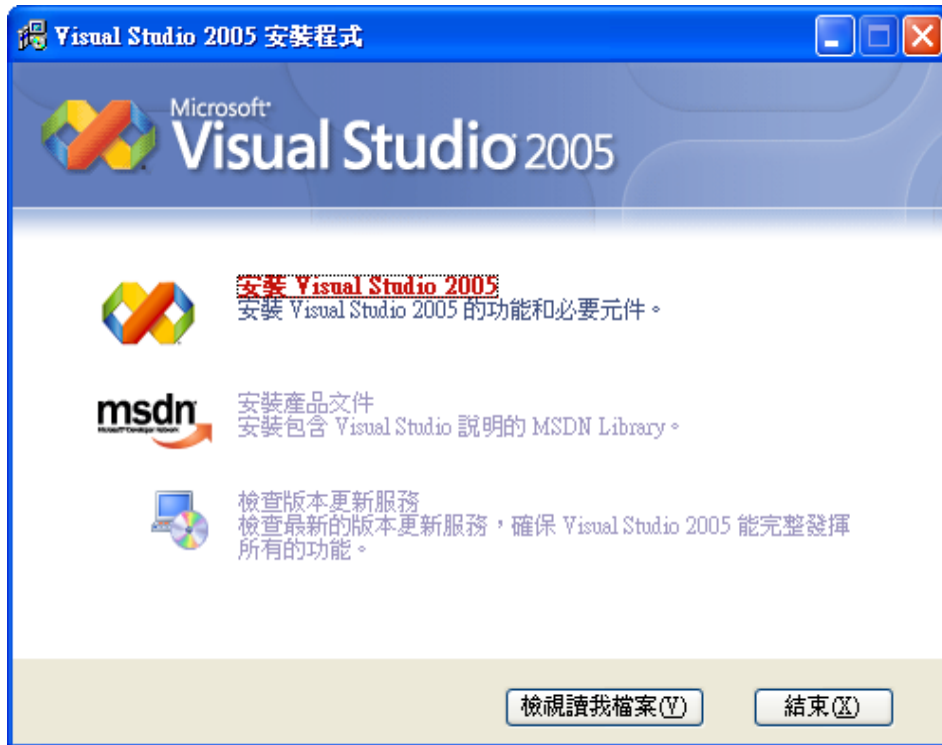 Visual Studio 2005 安裝程式
Microsoft
Visual Studio 2005
安裝 Visual Studio 2005
安裝 Visual Studio 2005 的功能和必要元件。
msdn
安裝產品文件
安裝包含 Visual Studio 說明的 MSDN Library。
檢查版本更新服務
檢查最新的版本更新服務，確保 Visual Studio 2005 能完整發揮
所有的功能。
檢視讀我檔案(V)
結束(X)